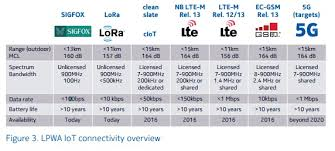 SIGFOX
LoRa
clean slate
NB LTE-M Rel. 13
LTE-M Rel. 12/13
EC-GSM Rel. 13
5G (targets)
SIGFOX
LoRa
cIoT
lte
lte
GSM
5G
Range (outdoor)
MCL
<13km
160 dB
<11km
157 dB
<15km
164 dB
<15km
164 dB
<11km
156 dB
<15km
164 dB
<15km
164 dB
Spectrum
Bandwidth
Unlicensed
900MHz
100Hz
Unlicensed
900MHz
<500kHz
Licensed
7-900MHz
200kHz or
dedicated
Licensed
7-900MHz
200kHz or
shared
Licensed
7-900MHz
1.4 MHz or
shared
Licensed
8-900MHz
2.4 MHz or
shared
Licensed
7-900MHz
shared
Data rate
<100bps
<10 kbps
<50kbps
<150kbps
<1 Mbps
10kbps
<1 Mbps
Battery life
>10 years
>10 years
>10 years
>10 years
>10 years
>10 years
>10 years
Availability
Today
Today
2016
2016
2016
2016
beyond 2020
Figure 3. LPWA IoT connectivity overview